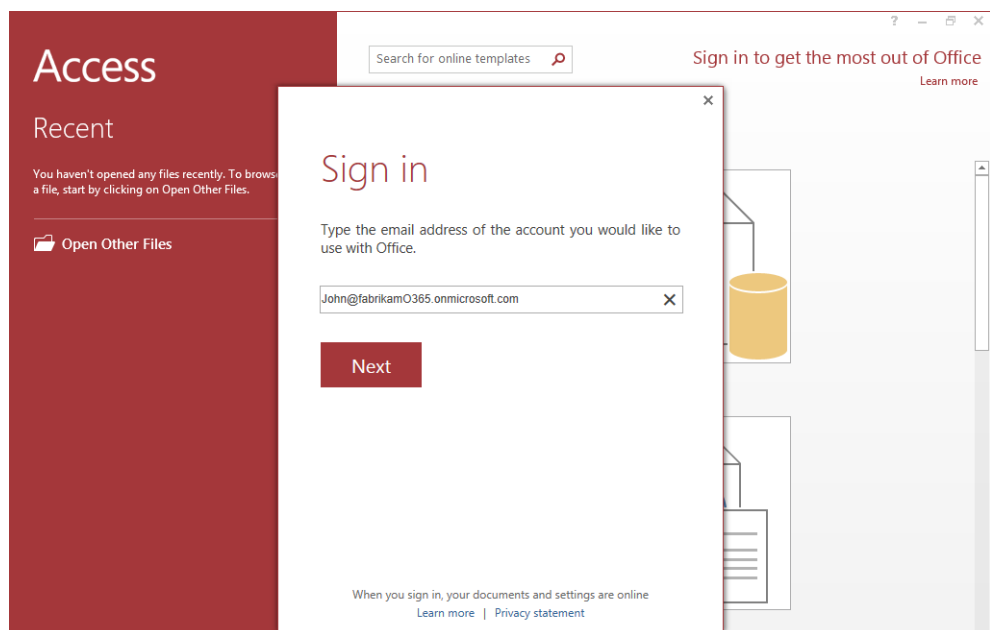 Access
Recent
You haven't opened any files recently. To brows
a file, start by clicking on Open Other Files.
Open Other Files
Search for online templates
?
Sign in to get the most out of Office
Learn more
Sign in
Type the email address of the account you would like to
use with Office.
John@fabrikamO365.onmicrosoft.com
Next
When you sign in, your documents and settings are online
Learn more | Privacy statement